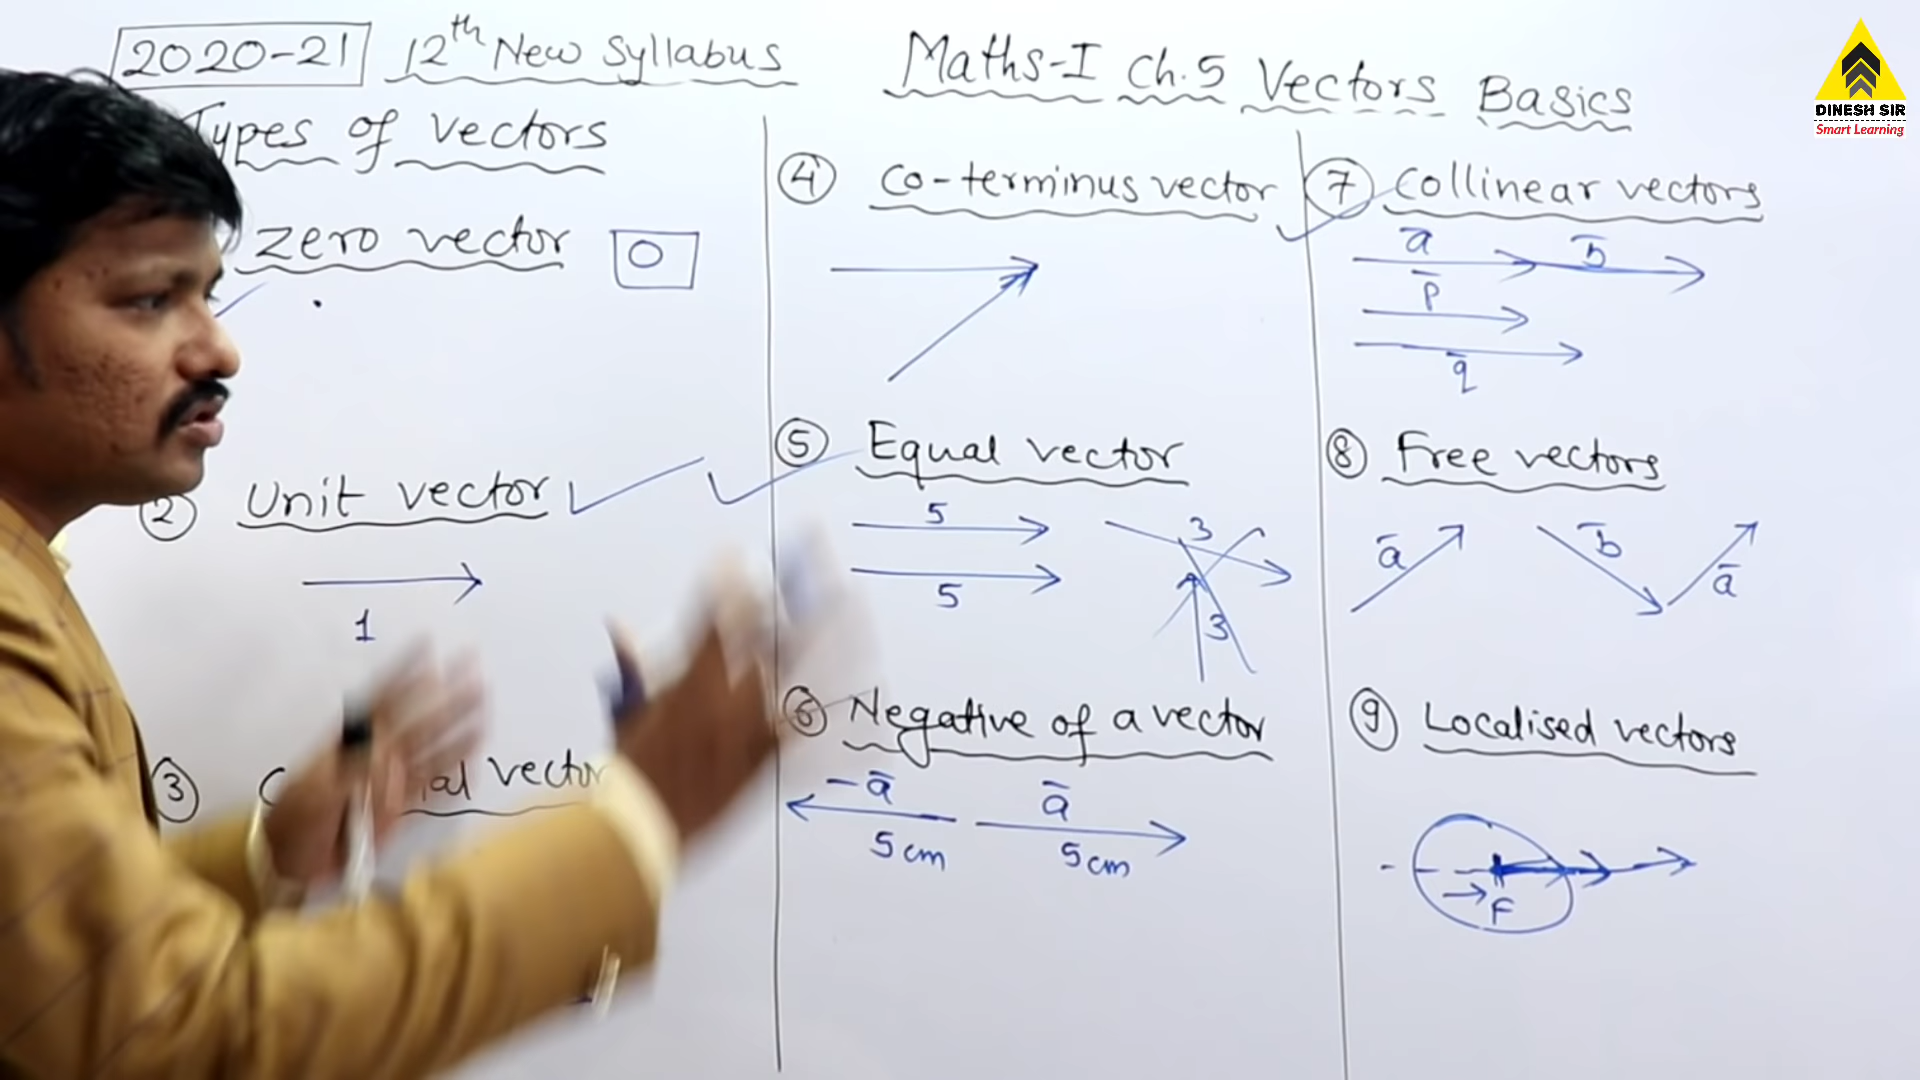 2020-21 12th New Syllabus Maths-I Ch.5 Vectors Basics
Types of vectors
zero vector 0
② Unit vector
1
③ vector
④ Co-terminus vector
⑤ Equal vector
5
5
3
3
⑥ Negative of a vector
-a̅ a̅
5cm 5cm
⑦ Collinear vectors
a̅ b̅
p̅
q̅
⑧ Free vectors
a̅ b̅ a̅
⑨ Localised vectors
F
DINESH SIR
Smart Learning